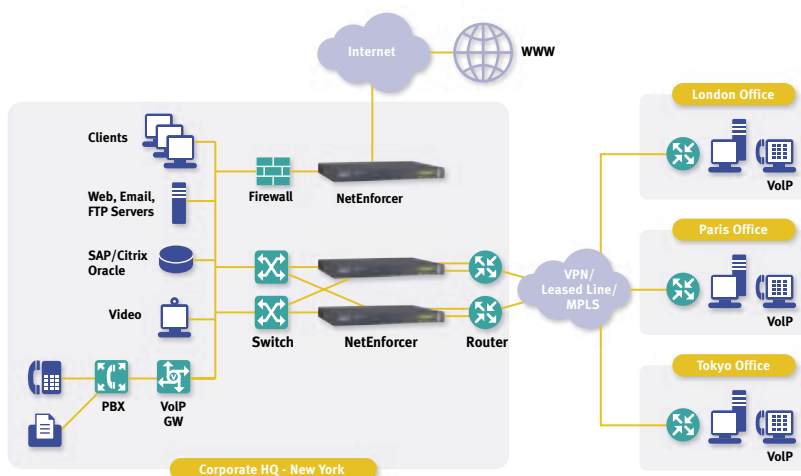 Internet
WWW
London Office
VoIP
Clients
Web, Email,
FTP Servers
Firewall
NetEnforcer
Paris Office
VoIP
SAP/Citrix
Oracle
VPN/
Leased Line/
MPLS
Video
Switch
NetEnforcer
Router
Tokyo Office
VoIP
PBX
VoIP
GW
V
Corporate HQ - New York